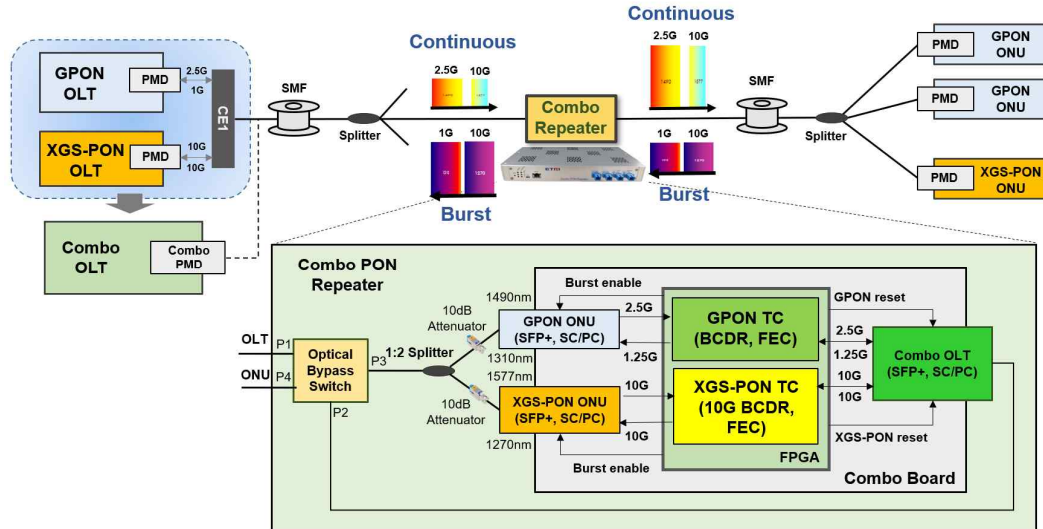 GPON
OLT
PMD
2.5G
1G
XGS-PON
OLT
PMD
10G
10G
CE1
SMF
Splitter
Combo
OLT
Combo
PMD
Continuous
2.5G
10G
1G
10G
Burst
Combo
Repeater
Continuous
2.5G
10G
1G
10G
Burst
SMF
Splitter
PMD
GPON
ONU
PMD
GPON
ONU
PMD
XGS-PON
ONU
Combo PON
Repeater
OLT
P1
ONU
P4
Optical
Bypass
Switch
P3
P2
1:2 Splitter
10dB
Attenuator
10dB
Attenuator
1490nm
GPON ONU
(SFP+, SC/PC)
1310nm
1577nm
XGS-PON ONU
(SFP+, SC/PC)
1270nm
Burst enable
2.5G
1.25G
10G
10G
Burst enable
GPON TC
(BCDR, FEC)
XGS-PON TC
(10G BCDR,
FEC)
FPGA
GPON reset
2.5G
1.25G
10G
10G
XGS-PON reset
Combo OLT
(SFP+, SC/PC)
Combo Board